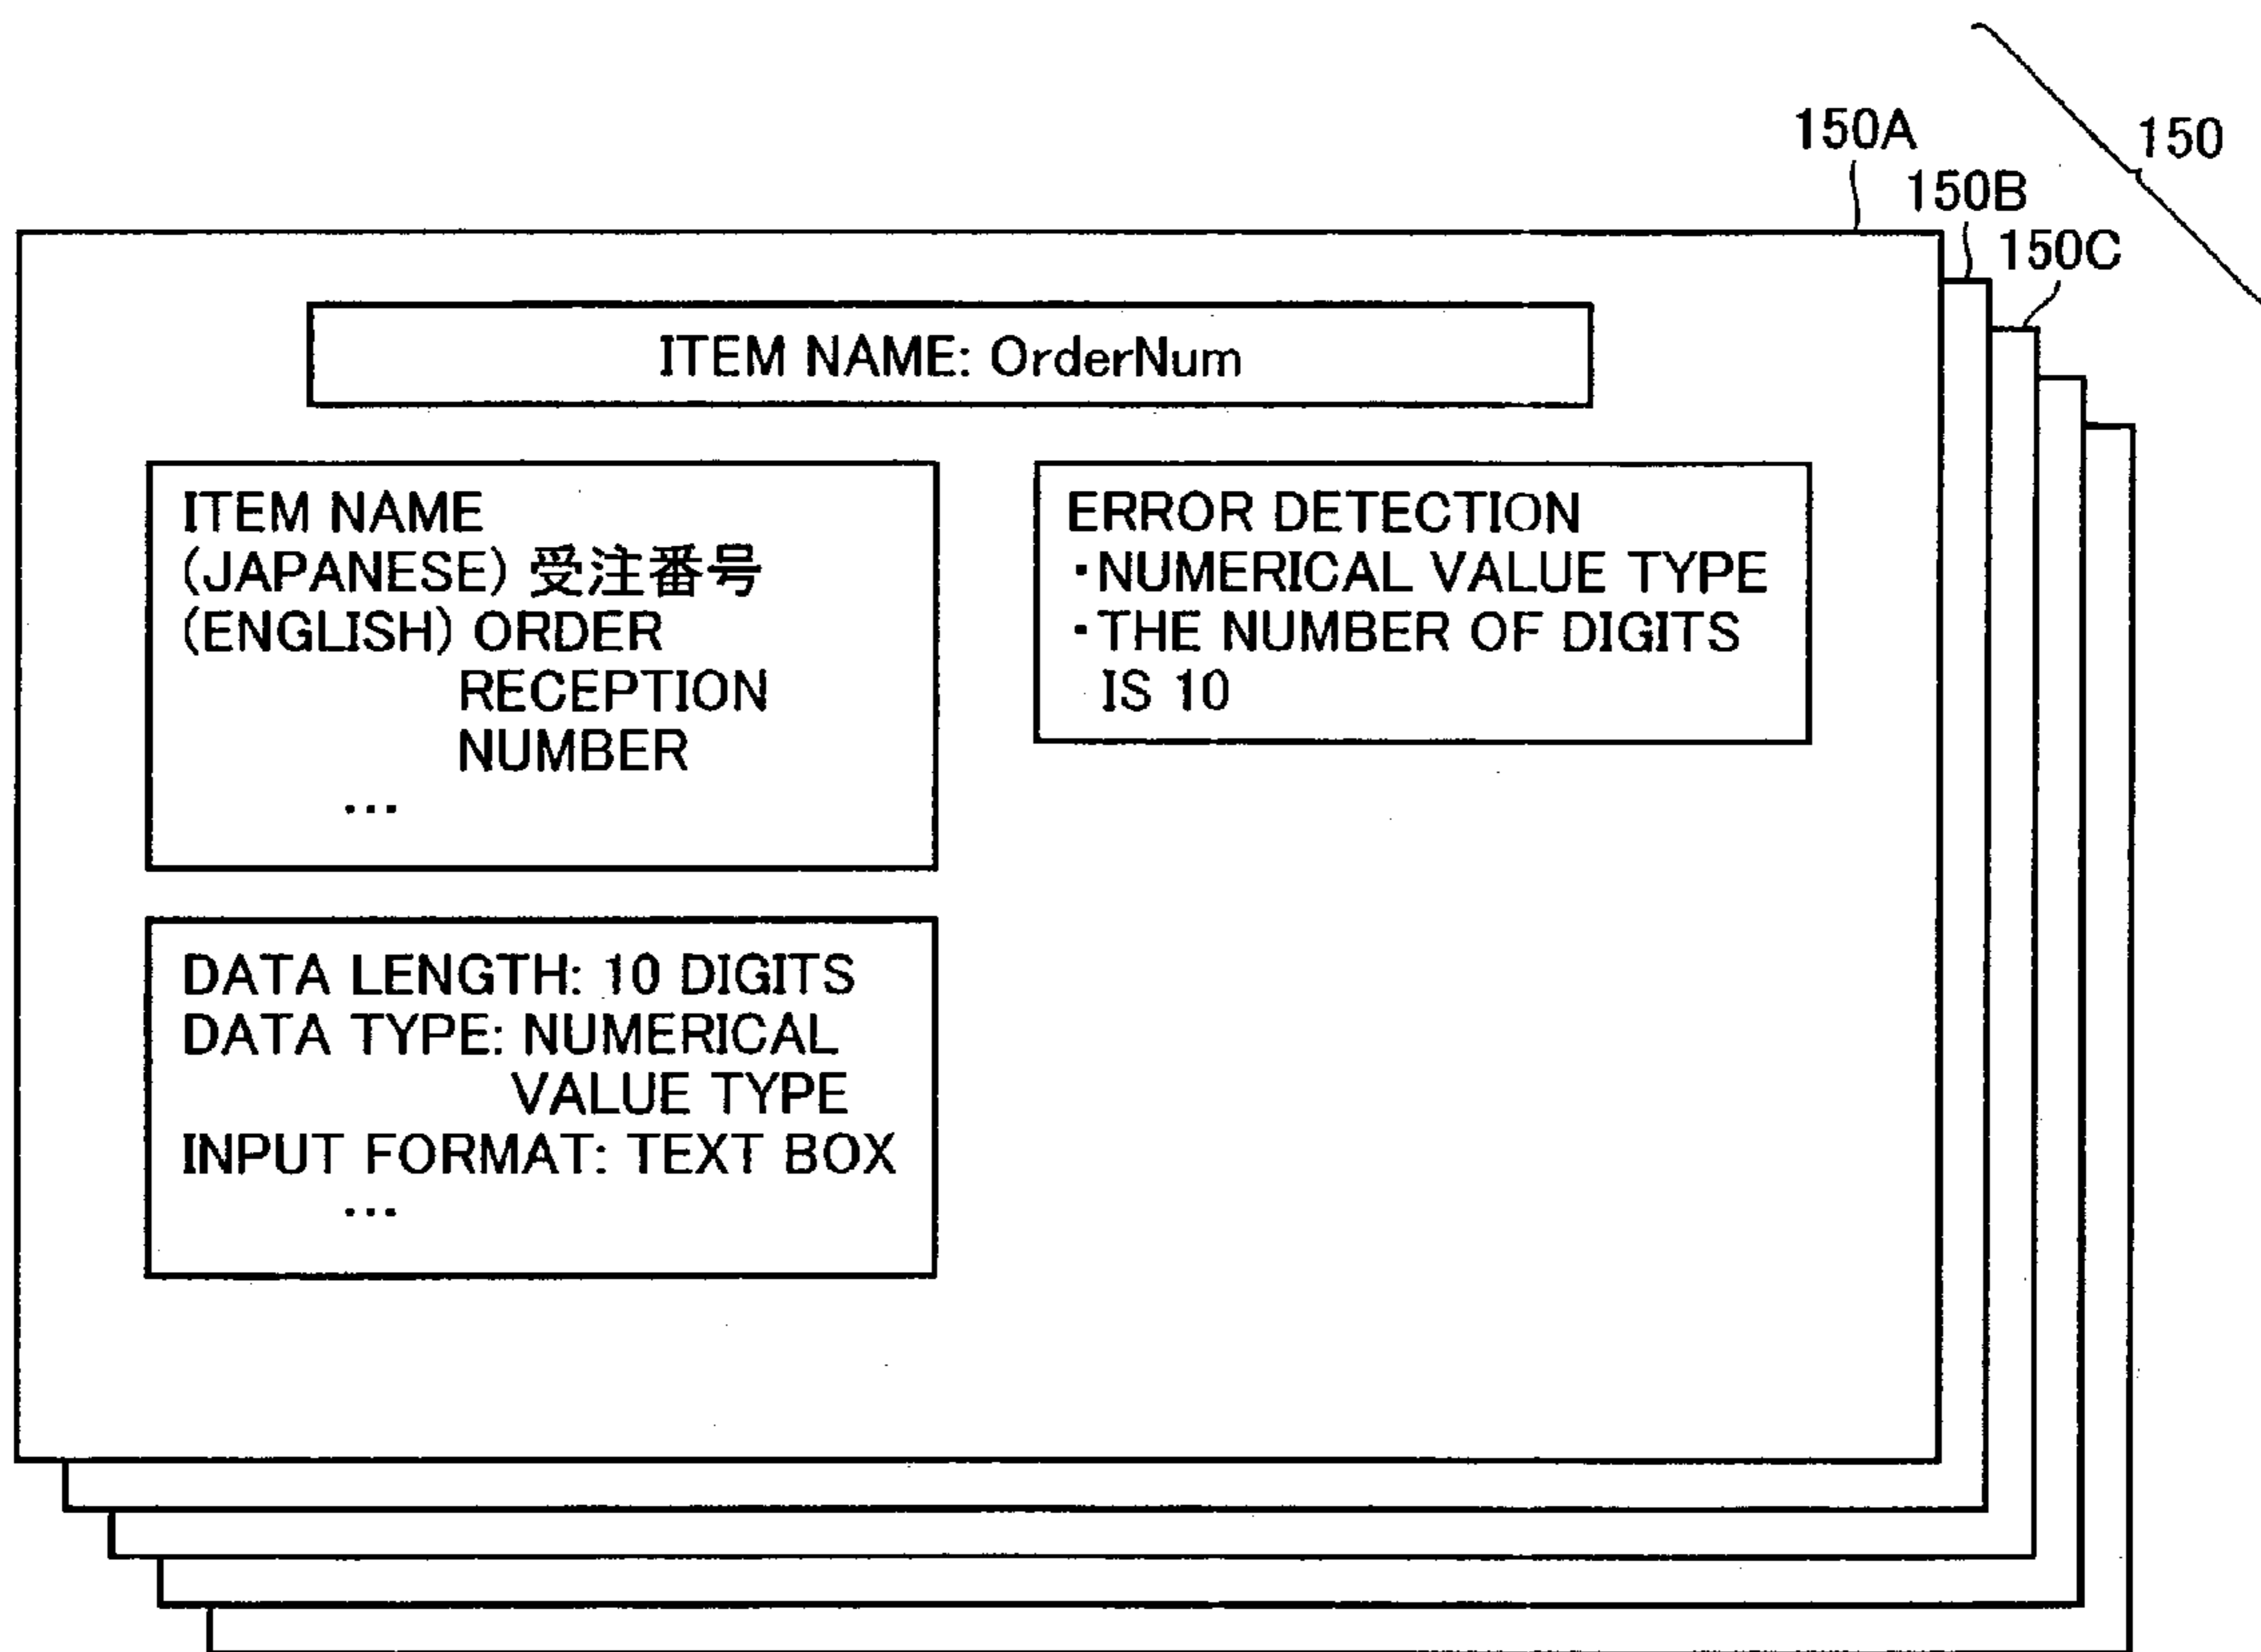 150
150A
150B
150C
ITEM NAME: OrderNum
ITEM NAME
(JAPANESE) 受注番号
(ENGLISH) ORDER
RECEPTION
NUMBER
...
ERROR DETECTION
・NUMERICAL VALUE TYPE
・THE NUMBER OF DIGITS
IS 10
DATA LENGTH: 10 DIGITS
DATA TYPE: NUMERICAL
VALUE TYPE
INPUT FORMAT: TEXT BOX
...